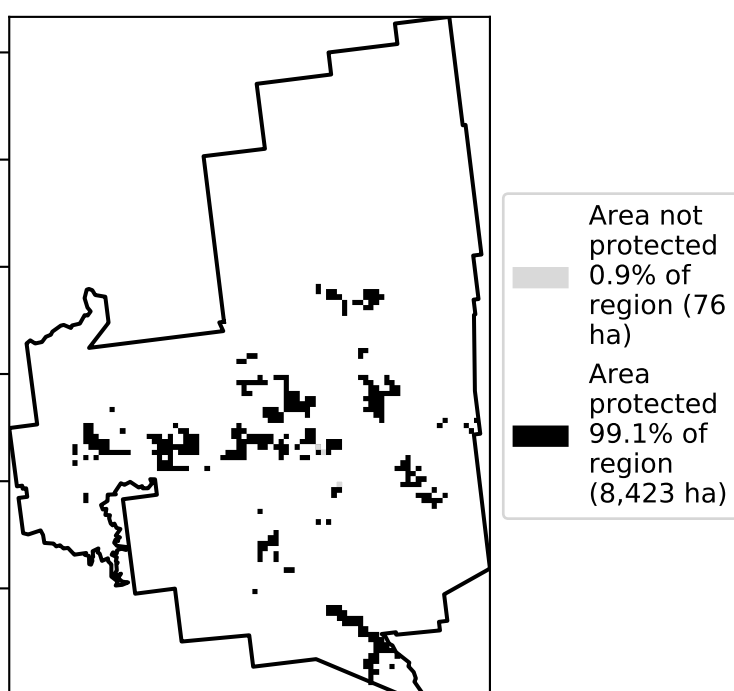 Area not
protected
0.9% of
region (76
ha)
Area
protected
99.1% of
region
(8,423 ha)